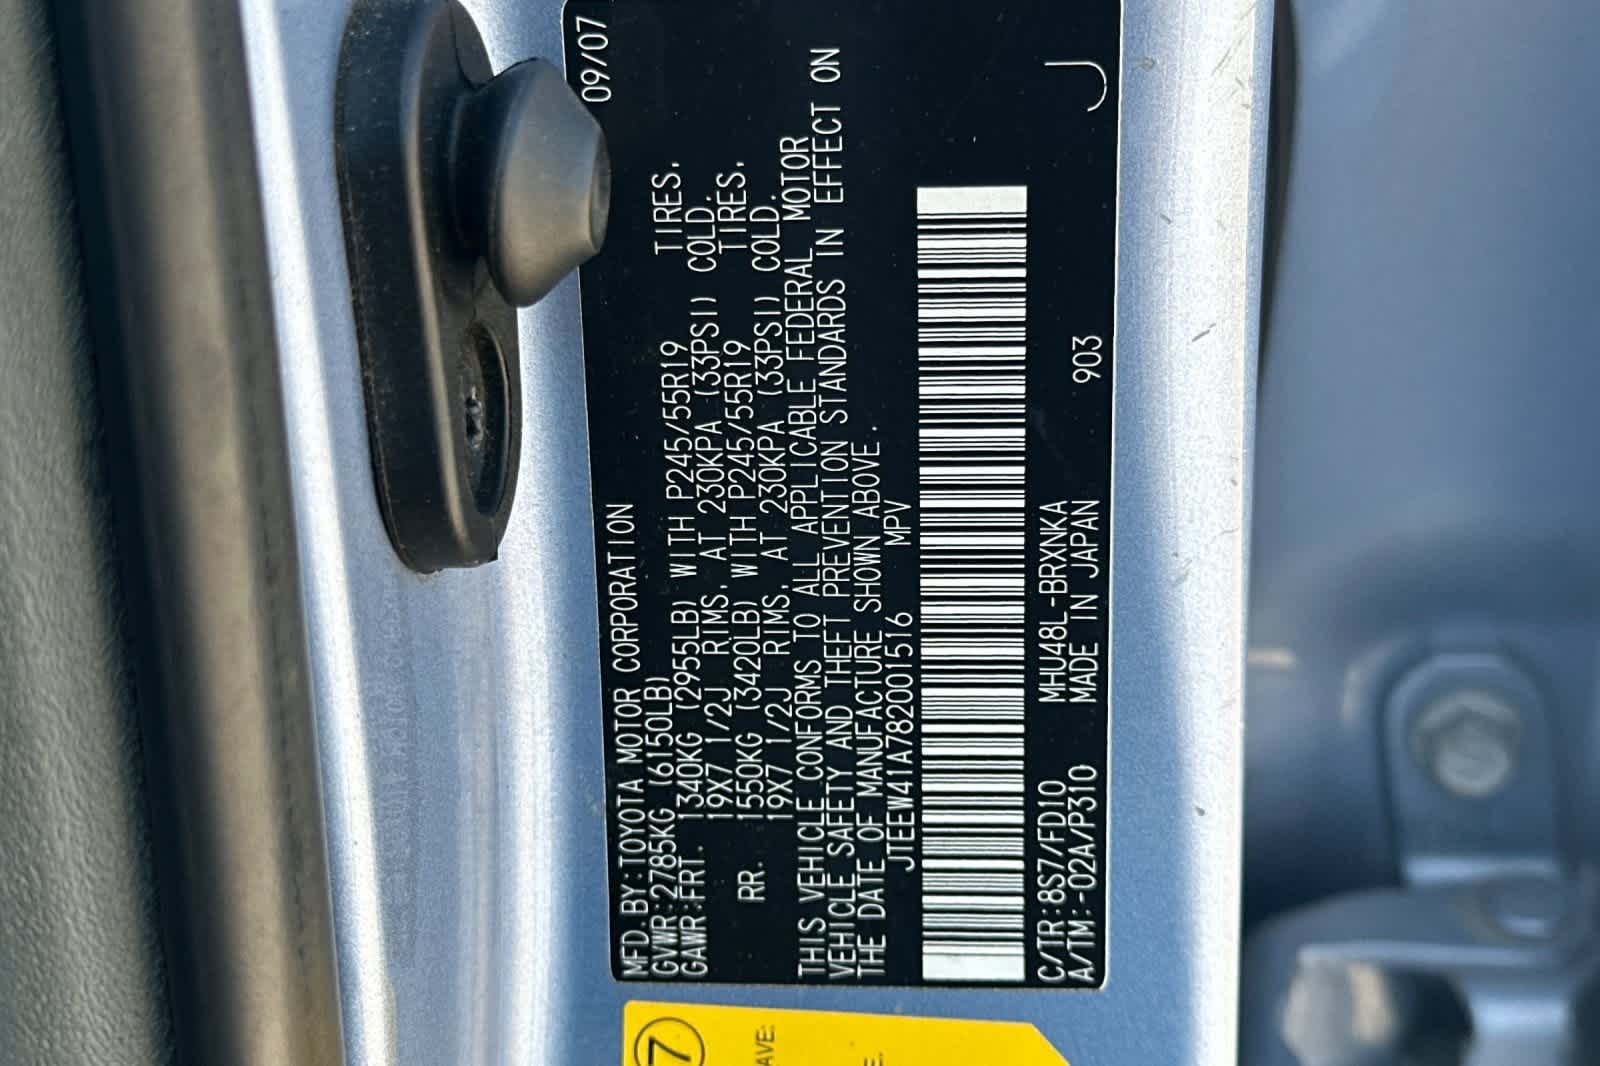 MFD.BY:TOYOTA MOTOR CORPORATION 09/07
GVWR:2785KG (6150LB)
GAWR:FRT. 1340KG (2955LB) WITH P245/55R19 TIRES,
19X7 1/2J RIMS, AT 230KPA (33PSI) COLD.
RR. 1550KG (3420LB) WITH P245/55R19 TIRES,
19X7 1/2J RIMS, AT 230KPA (33PSI) COLD.
THIS VEHICLE CONFORMS TO ALL APPLICABLE FEDERAL MOTOR
VEHICLE SAFETY AND THEFT PREVENTION STANDARDS IN EFFECT ON
THE DATE OF MANUFACTURE SHOWN ABOVE.
JTEEW41A782001516 MPV
C/TR:8S7/FD10 MHU48L-BRXNKA
A/TM:-02A/P310 MADE IN JAPAN 903 J
7
AVE:
E.